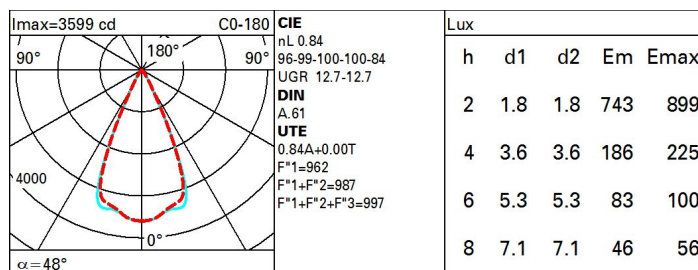 Imax=3599 cd C0-180
90° 180° 90°
4000
0°
α=48°
CIE
nL 0.84
96-99-100-100-84
UGR 12.7-12.7
DIN
A.61
UTE
0.84A+0.00T
F"1=962
F"1+F"2=987
F"1+F"2+F"3=997
Lux
h d1 d2 Em Emax
2 1.8 1.8 743 899
4 3.6 3.6 186 225
6 5.3 5.3 83 100
8 7.1 7.1 46 56